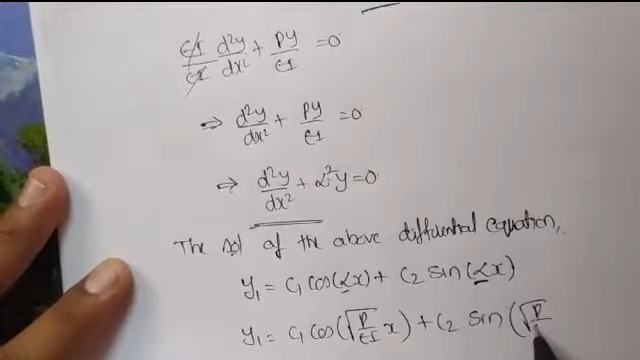 EI/EI d²y/dx² + Py/EI = 0
⇒ d²y/dx² + Py/EI = 0
⇒ d²y/dx² + α²y = 0
The Sol of the above differential equation,
y₁ = C₁ cos(αx) + C₂ sin(αx)
y₁ = C₁ cos(√P/EI x) + C₂ sin(√P/